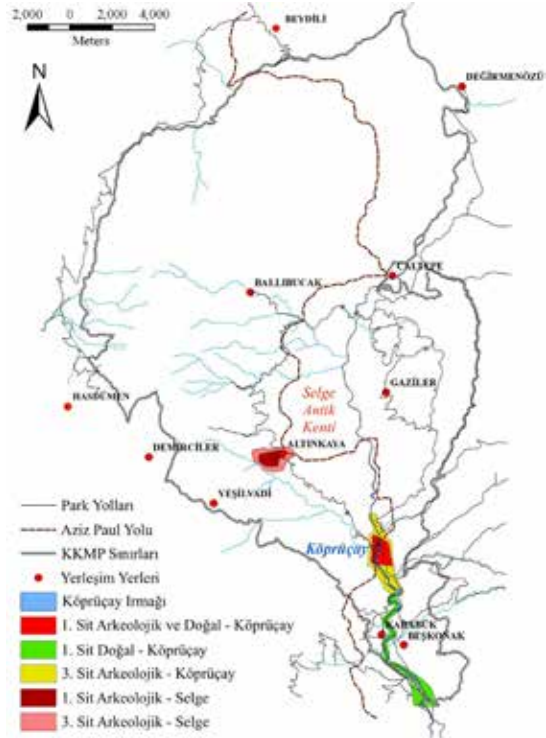 2,000 0 2,000 4,000
Meters
N
BEYDİLİ
DEĞİRMENÖZÜ
ÇALTEPE
BALLIBUCAK
GAZİLER
HASDÜMEN
Selge
Antik
Kenti
ALTINKAYA
DEMİRCİLER
YEŞİLVADİ
Köprüçay
KARABÜK
BEŞKONAK
Park Yolları
Aziz Paul Yolu
KKMP Sınırları
Yerleşim Yerleri
Köprüçay Irmağı
1. Sit Arkeolojik ve Doğal - Köprüçay
1. Sit Doğal - Köprüçay
3. Sit Arkeolojik - Köprüçay
1. Sit Arkeolojik - Selge
3. Sit Arkeolojik - Selge